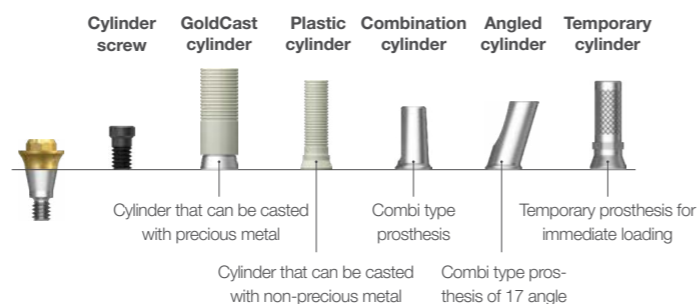 Cylinder screw
GoldCast cylinder
Plastic cylinder
Combination cylinder
Angled cylinder
Temporary cylinder
Cylinder that can be casted
with precious metal
Combi type
prosthesis
Temporary prosthesis for
immediate loading
Cylinder that can be casted
with non-precious metal
Combi type pros-
thesis of 17 angle